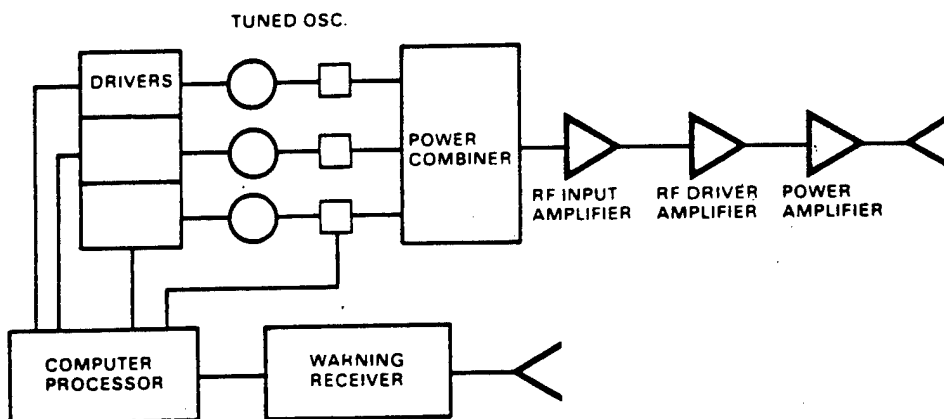 TUNED OSC.
DRIVERS
POWER
COMBINER
RF INPUT
AMPLIFIER
RF DRIVER
AMPLIFIER
POWER
AMPLIFIER
COMPUTER
PROCESSOR
WARNING
RECEIVER